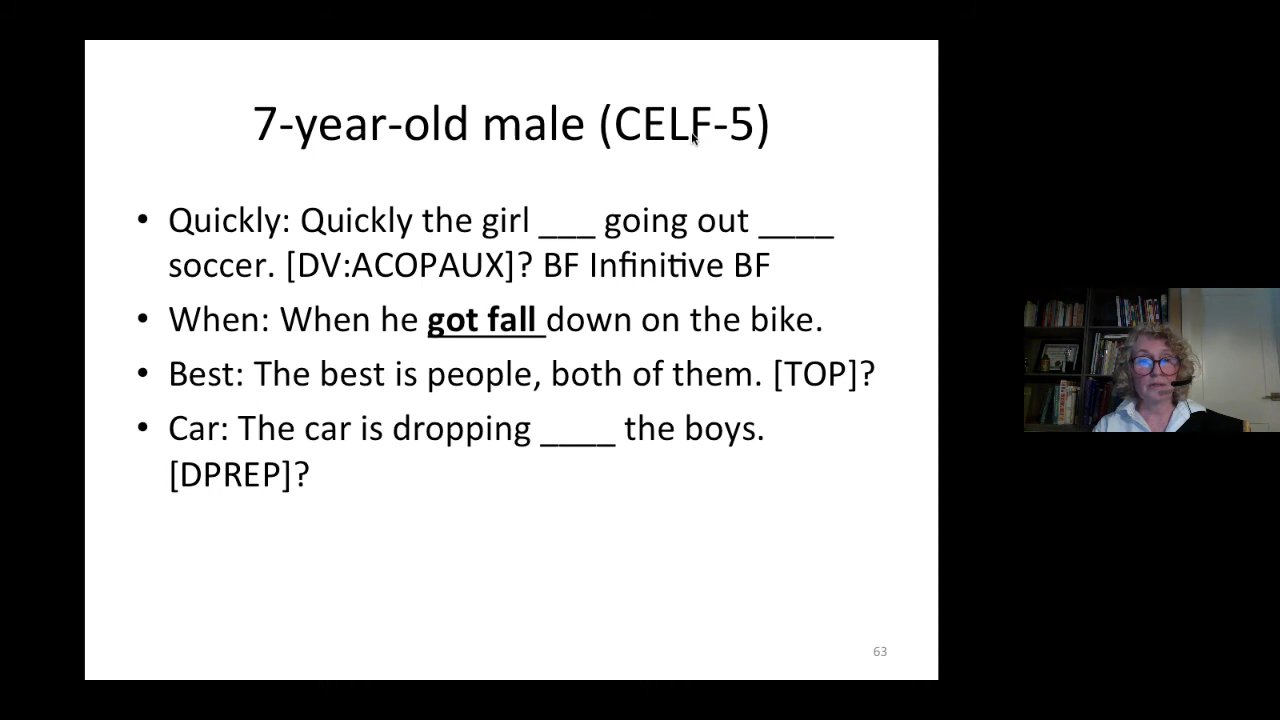 7-year-old male (CELF-5)
• Quickly: Quickly the girl ___ going out ____
soccer. [DV:ACOPAUX]? BF Infinitive BF
• When: When he got fall down on the bike.
• Best: The best is people, both of them. [TOP]?
• Car: The car is dropping ____ the boys.
[DPREP]?
63